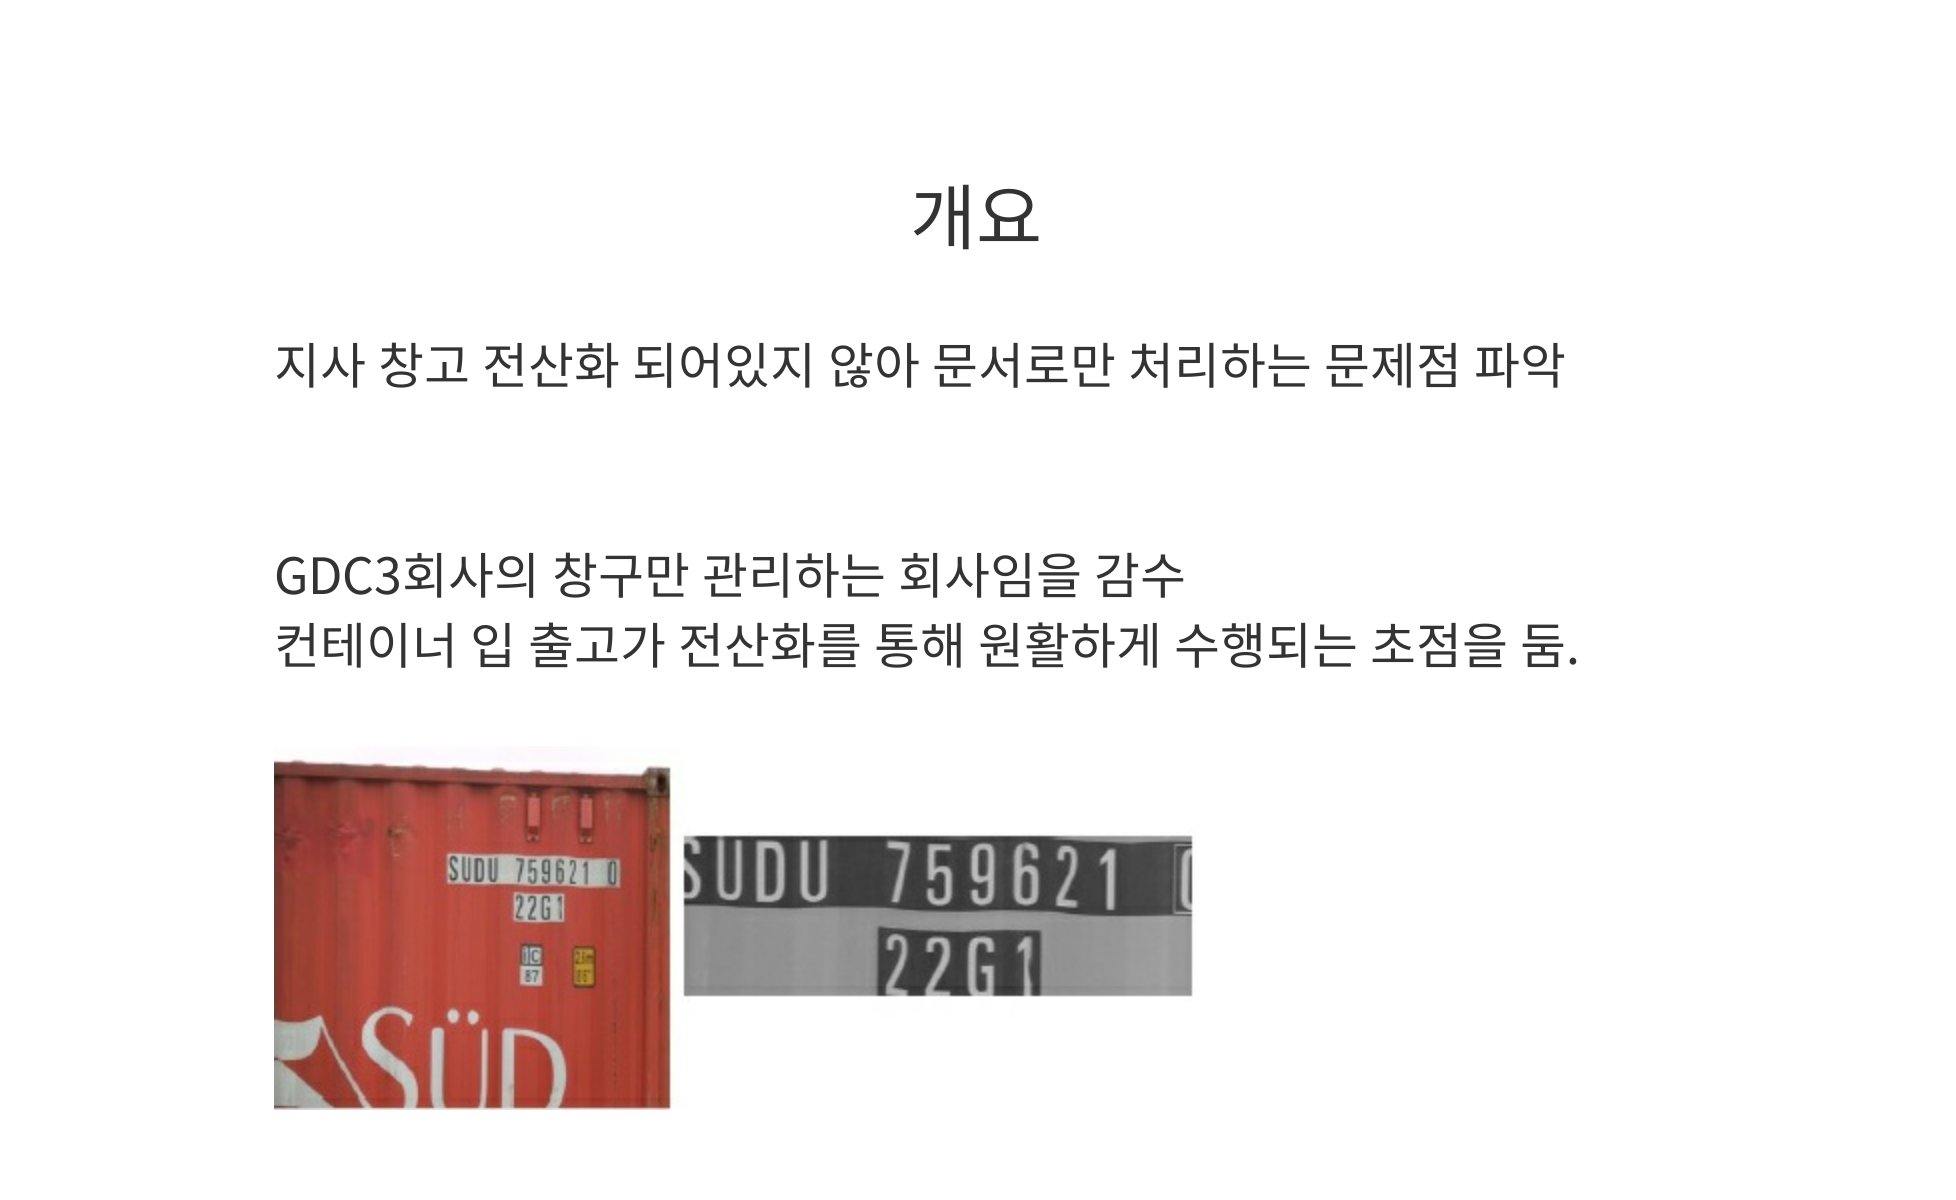 개요
지사 창고 전산화 되어있지 않아 문서로만 처리하는 문제점 파악
GDC3회사의 창구만 관리하는 회사임을 감수
컨테이너 입 출고가 전산화를 통해 원활하게 수행되는 초점을 둠.
SUDU 759621 0
22G1
iC
87
SÜD
SUDU 759621 0
22G1